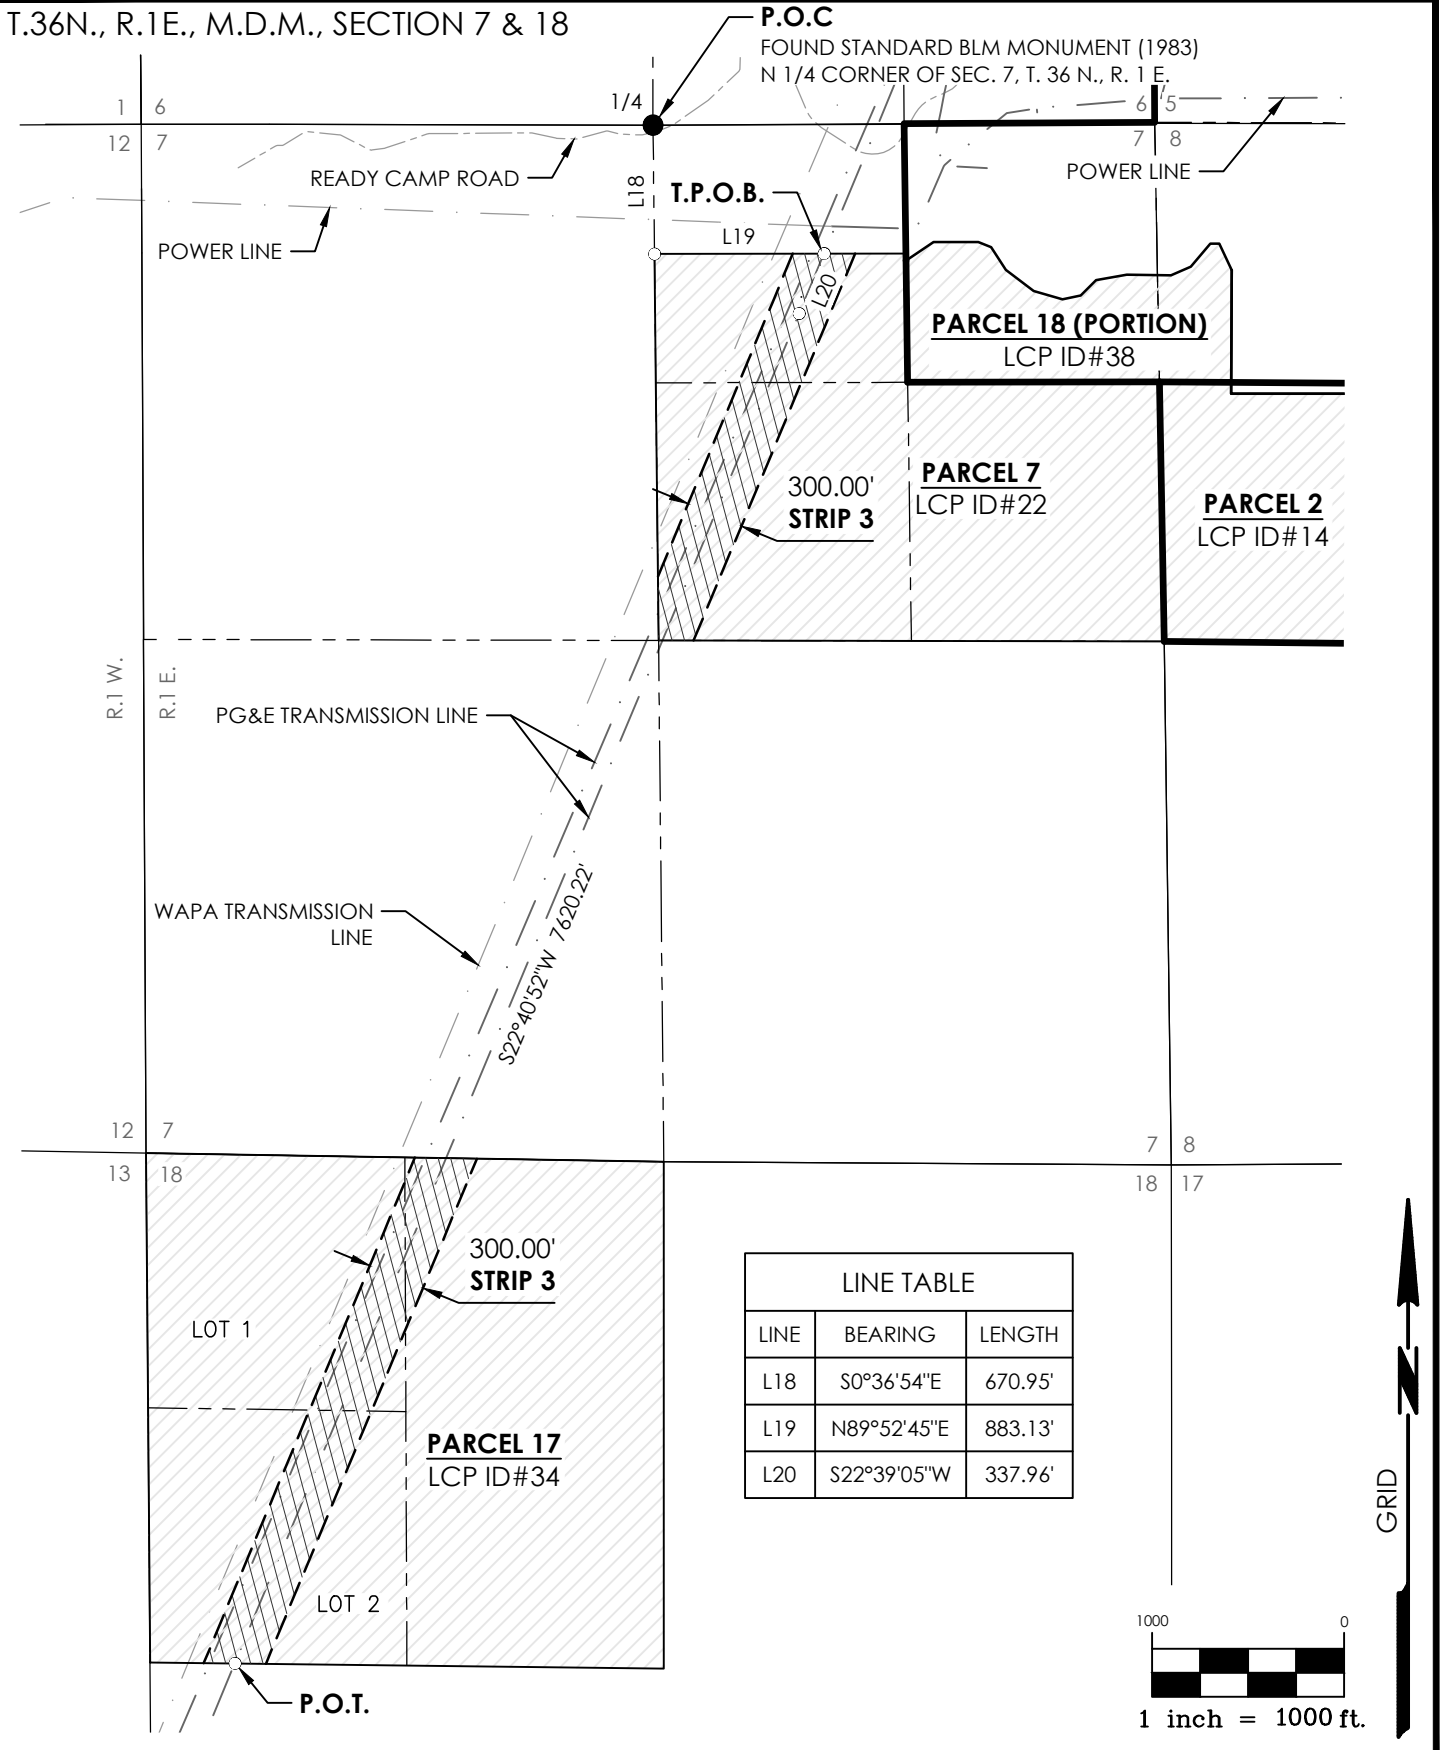 T.36N., R.1E., M.D.M., SECTION 7 & 18
P.O.C
FOUND STANDARD BLM MONUMENT (1983)
N 1/4 CORNER OF SEC. 7, T. 36 N., R. 1 E.
1 6
12 7
1/4
6 5
7 8
READY CAMP ROAD
POWER LINE
L18
T.P.O.B.
POWER LINE
L19
L20
PARCEL 18 (PORTION)
LCP ID#38
300.00'
STRIP 3
PARCEL 7
LCP ID#22
PARCEL 2
LCP ID#14
R.1 W.
R.1 E.
PG&E TRANSMISSION LINE
WAPA TRANSMISSION
LINE
S22°40'52"W 7620.22'
12 7
13 18
7 8
18 17
300.00'
STRIP 3
LOT 1
PARCEL 17
LCP ID#34
LOT 2
P.O.T.
LINE TABLE
LINE BEARING LENGTH
L18 S0°36'54"E 670.95'
L19 N89°52'45"E 883.13'
L20 S22°39'05"W 337.96'
N
GRID
1000 0
1 inch = 1000 ft.